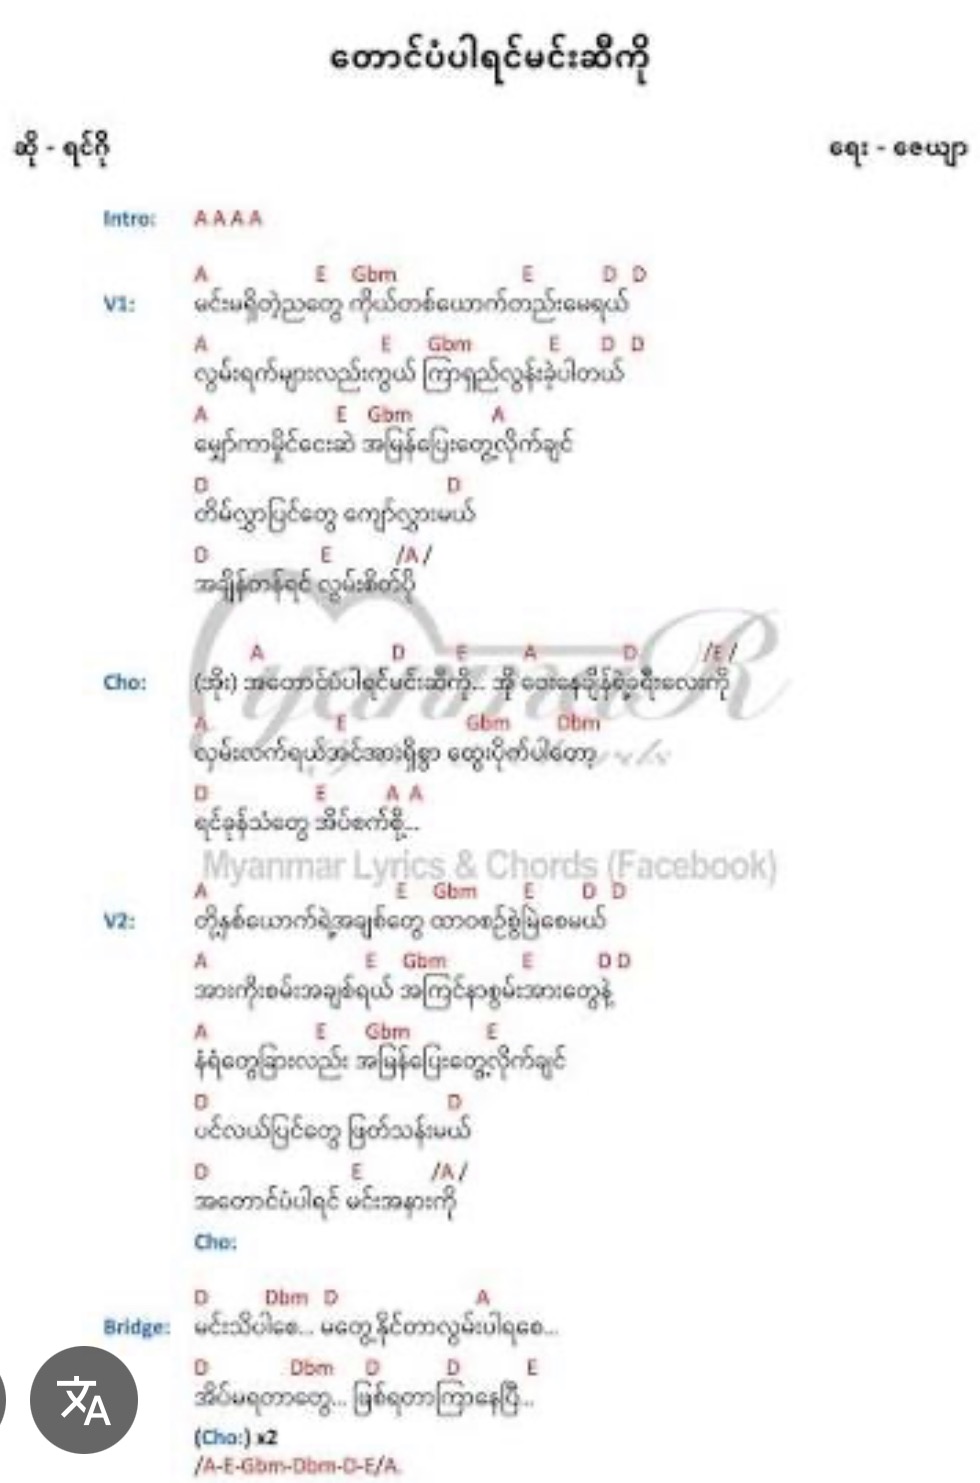 တောင်ပံပါရင်မင်းဆီကို
ဆို - ရင်ဂို ရေး - ဇေယျာ
Intro: A A A A
A E Gbm E D D
V1: မင်းမရှိတဲ့ညတွေ ကိုယ်တစ်ယောက်တည်းမေရယ်
A E Gbm E D D
လွမ်းရက်များလည်းကွယ် ကြာရှည်လွန်းခဲ့ပါတယ်
A E Gbm A
မျှော်ကာမှိုင်ငေးဆဲ အမြန်ပြေးတွေ့လိုက်ချင်
D D
တိမ်လွှာပြင်တွေ ကျော်လွှားမယ်
D E /A/
အချိန်တန်ရင် လွမ်းစိတ်ပို
A D E A D /E/
Cho: (အိုး) အတောင်ပံပါရင်မင်းဆီကို... အို ဝေးနေချိန်ရဲ့ခရီးလေးကို
A E Gbm Dbm
လှမ်းလက်ရယ်အင်အားရှိစွာ ထွေးပိုက်ပါတော့
D E A A
ရင်ခုန်သံတွေ အိပ်စက်ဖို့...
Myanmar Lyrics & Chords (Facebook)
A E Gbm E D D
V2: တို့နှစ်ယောက်ရဲ့အချစ်တွေ ထာဝစဉ်စွဲမြဲစေမယ်
A E Gbm E D D
အားကိုးစမ်းအချစ်ရယ် အကြင်နာစွမ်းအားတွေနဲ့
A E Gbm E
နံရံတွေခြားလည်း အမြန်ပြေးတွေ့လိုက်ချင်
D D
ပင်လယ်ပြင်တွေ ဖြတ်သန်းမယ်
D E /A/
အတောင်ပံပါရင် မင်းအနားကို
Cho:
D Dbm D A
Bridge: မင်းသိပါစေ... မတွေ့နိုင်တာလွမ်းပါရစေ...
D Dbm D D E
အိပ်မရတာတွေ... ဖြစ်ရတာကြာနေပြီ...
(Cho:) x2
/A-E-Gbm-Dbm-D-E/A